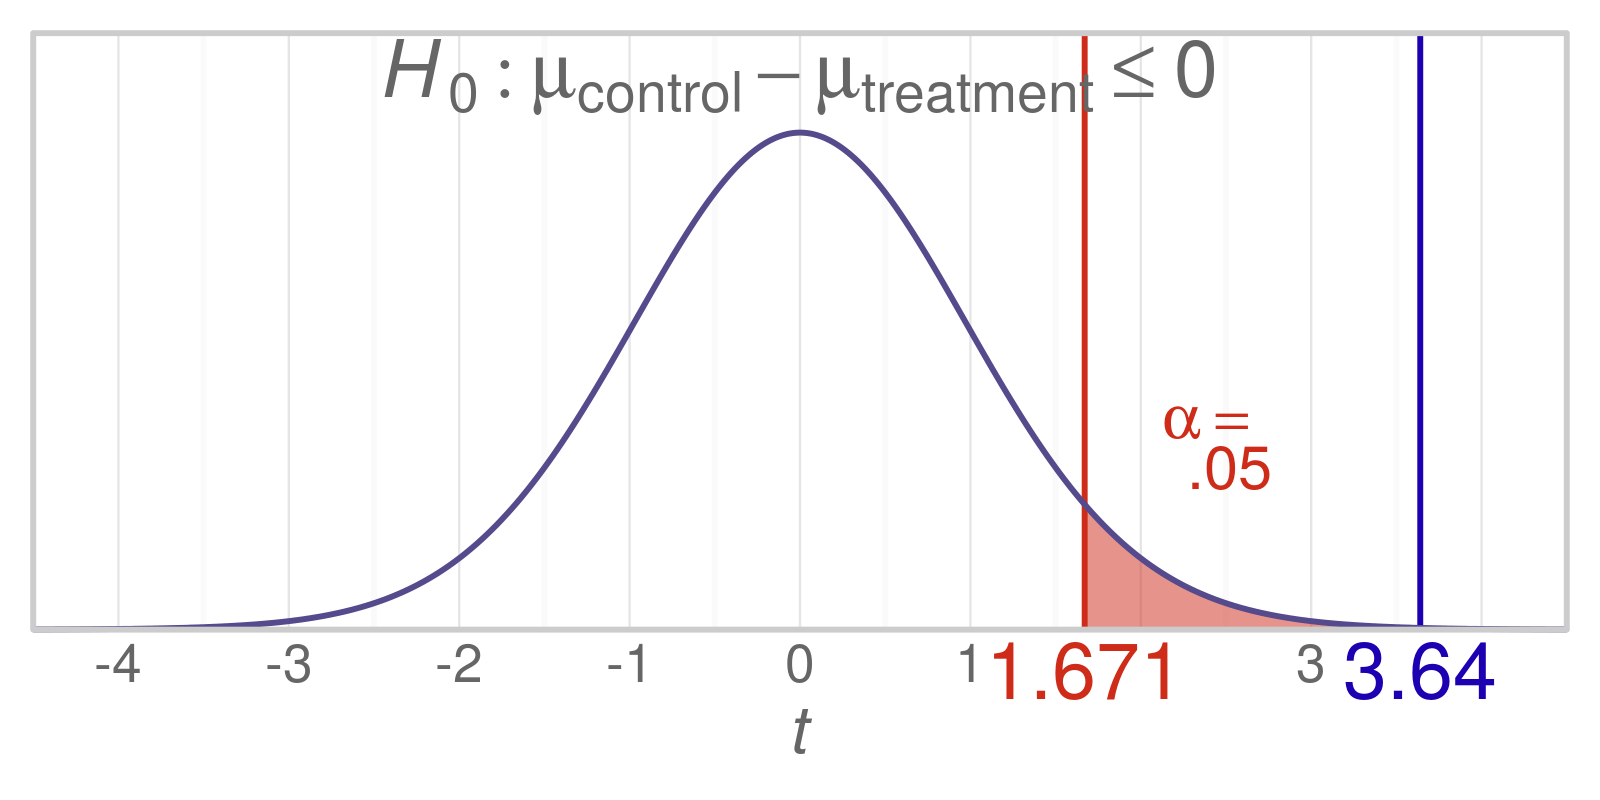 H0 : μcontrol − μtreatment ≤ 0
α =
.05
-4 -3 -2 -1 0 1 1.671 3 3.64
t